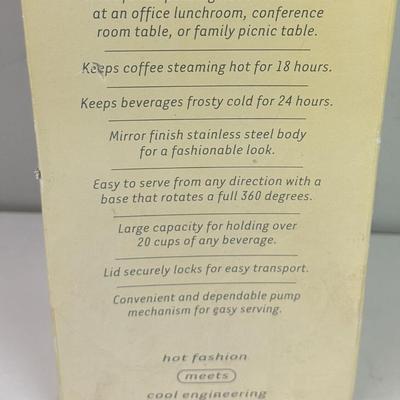 at an office lunchroom, conference
room table, or family picnic table.
Keeps coffee steaming hot for 18 hours.
Keeps beverages frosty cold for 24 hours.
Mirror finish stainless steel body
for a fashionable look.
Easy to serve from any direction with a
base that rotates a full 360 degrees.
Large capacity for holding over
20 cups of any beverage.
Lid securely locks for easy transport.
Convenient and dependable pump
mechanism for easy serving.
hot fashion
meets
cool engineering